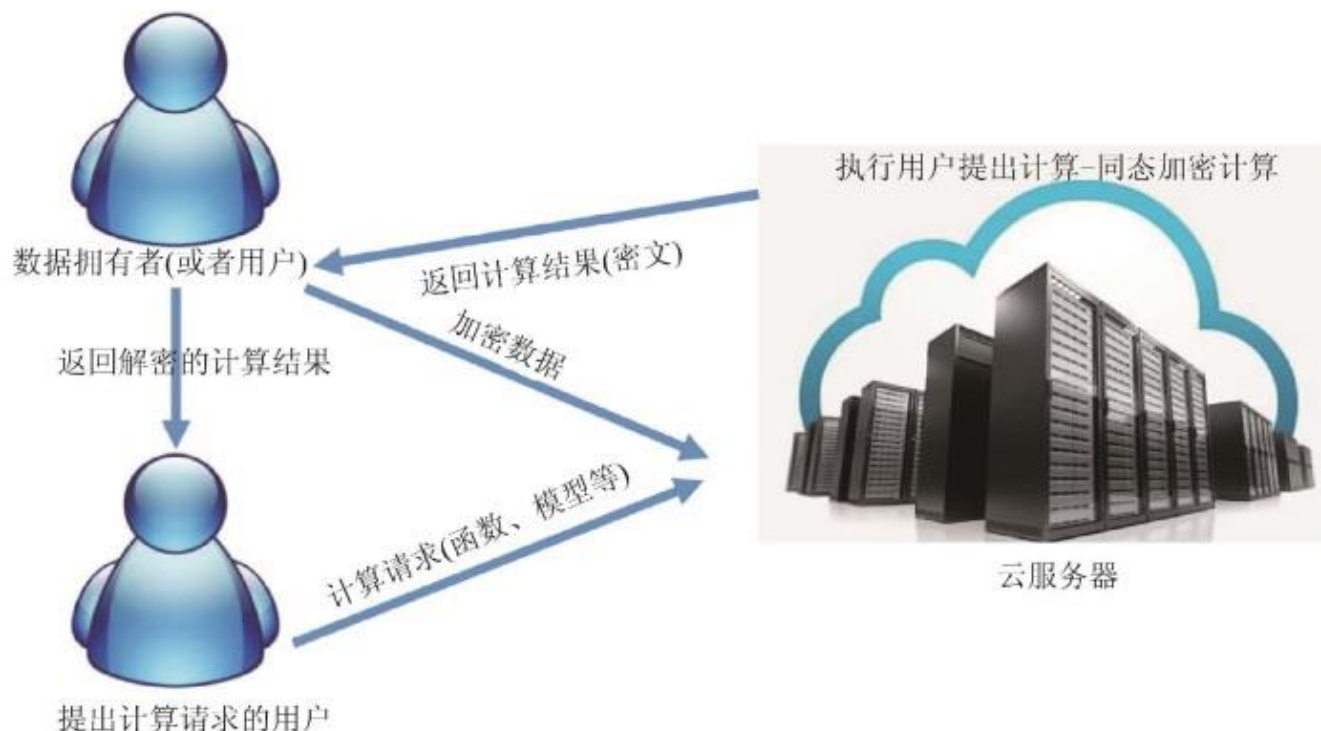 执行用户提出计算-同态加密计算
数据拥有者(或者用户)
返回计算结果(密文)
加密数据
返回解密的计算结果
计算请求(函数、模型等)
云服务器
提出计算请求的用户